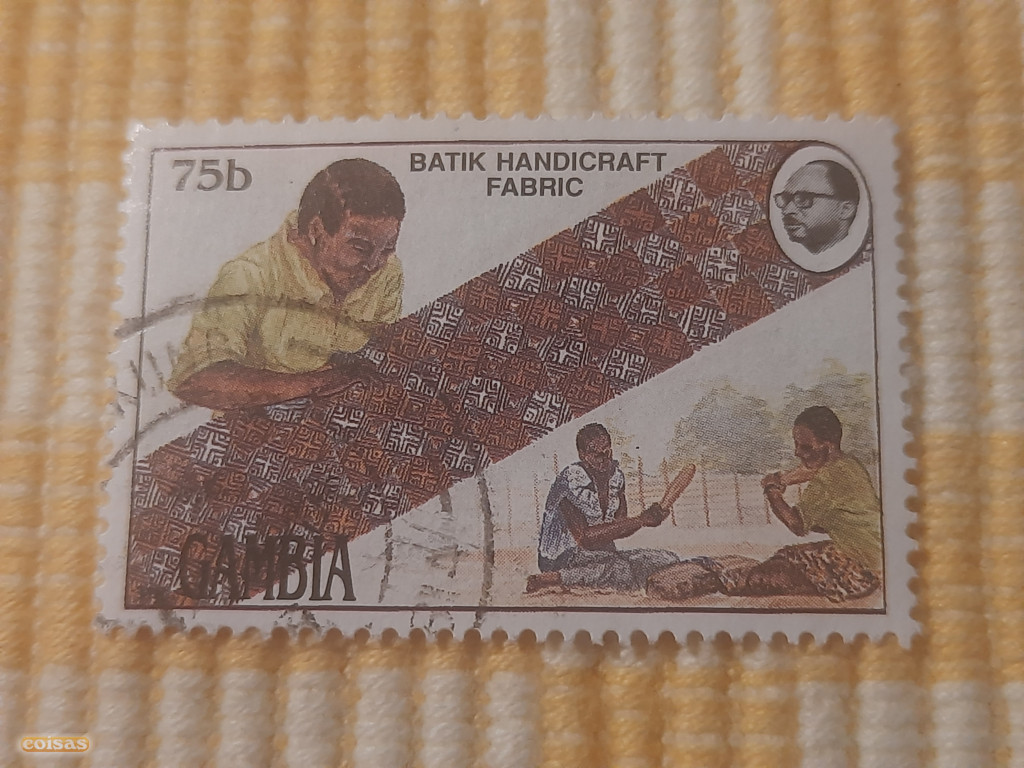 75b
BATIK HANDICRAFT
FABRIC
GAMBIA
coisas